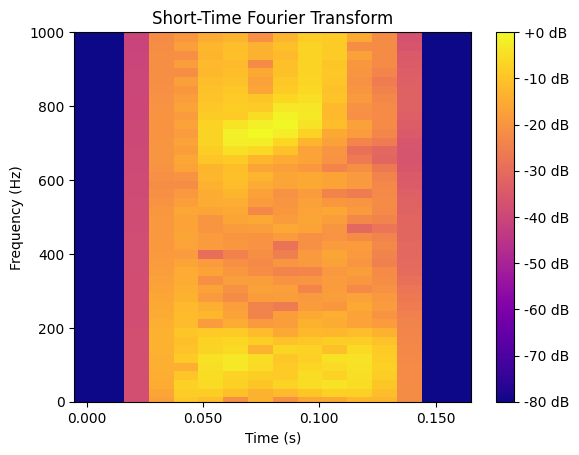 Short-Time Fourier Transform
1000
800
600
400
200
0
Frequency (Hz)
0.000
0.050
0.100
0.150
Time (s)
+0 dB
-10 dB
-20 dB
-30 dB
-40 dB
-50 dB
-60 dB
-70 dB
-80 dB